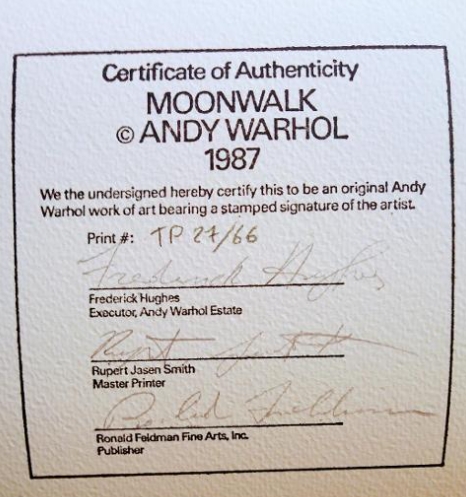 Certificate of Authenticity
MOONWALK
© ANDY WARHOL
1987
We the undersigned hereby certify this to be an original Andy
Warhol work of art bearing a stamped signature of the artist.
Print #: TP 27/66
Frederick Hughes
Frederick Hughes
Executor, Andy Warhol Estate
Rupert Jasen Smith
Master Printer
Ronald Feldman Fine Arts, Inc.
Publisher